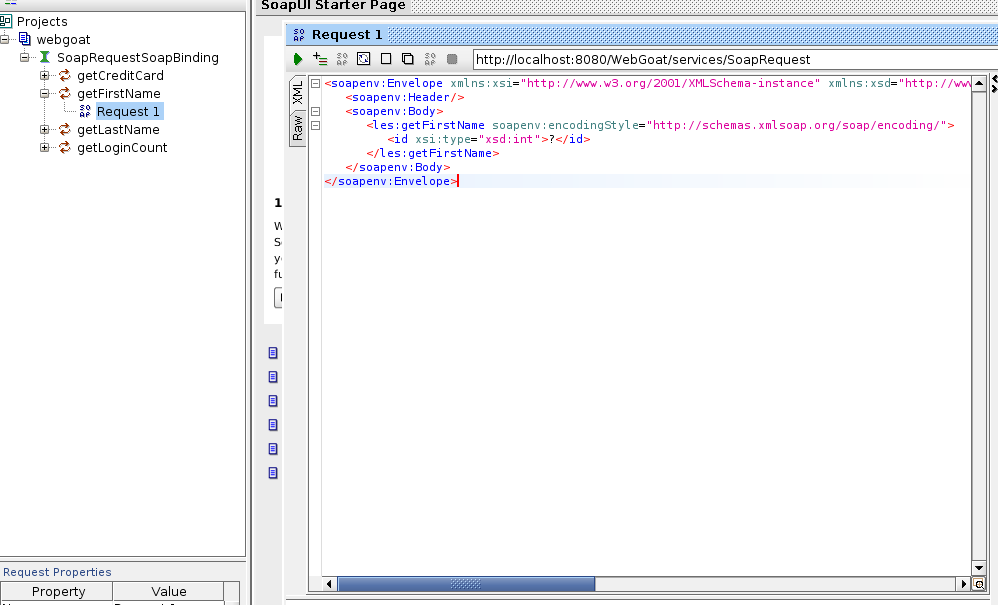 SoapUI Starter Page
Projects
webgoat
SoapRequestSoapBinding
getCreditCard
getFirstName
Request 1
getLastName
getLoginCount
Request 1
http://localhost:8080/WebGoat/services/SoapRequest
XML
Raw
<soapenv:Envelope xmlns:xsi="http://www.w3.org/2001/XMLSchema-instance" xmlns:xsd="http://www
<soapenv:Header/>
<soapenv:Body>
<les:getFirstName soapenv:encodingStyle="http://schemas.xmlsoap.org/soap/encoding/">
<id xsi:type="xsd:int">?</id>
</les:getFirstName>
</soapenv:Body>
</soapenv:Envelope>
1
Request Properties
Property Value